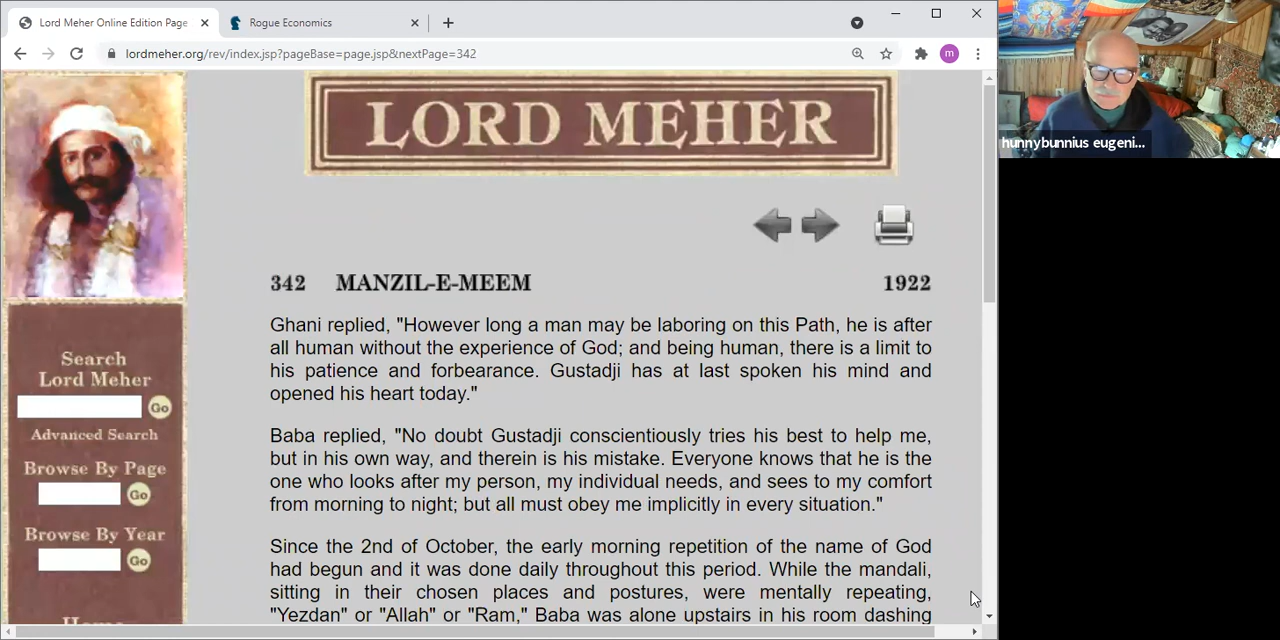 Lord Meher Online Edition Page
Rogue Economics
lordmeher.org/rev/index.jsp?pageBase=page.jsp&nextPage=342
m
hunnybunnius eugeni...
LORD MEHER
342 MANZIL-E-MEEM 1922
Ghani replied, "However long a man may be laboring on this Path, he is after
all human without the experience of God; and being human, there is a limit to
his patience and forbearance. Gustadji has at last spoken his mind and
opened his heart today."
Baba replied, "No doubt Gustadji conscientiously tries his best to help me,
but in his own way, and therein is his mistake. Everyone knows that he is the
one who looks after my person, my individual needs, and sees to my comfort
from morning to night; but all must obey me implicitly in every situation."
Since the 2nd of October, the early morning repetition of the name of God
had begun and it was done daily throughout this period. While the mandali,
sitting in their chosen places and postures, were mentally repeating,
"Yezdan" or "Allah" or "Ram," Baba was alone upstairs in his room dashing
Search
Lord Meher
Go
Advanced Search
Browse By Page
Go
Browse By Year
Go
Home